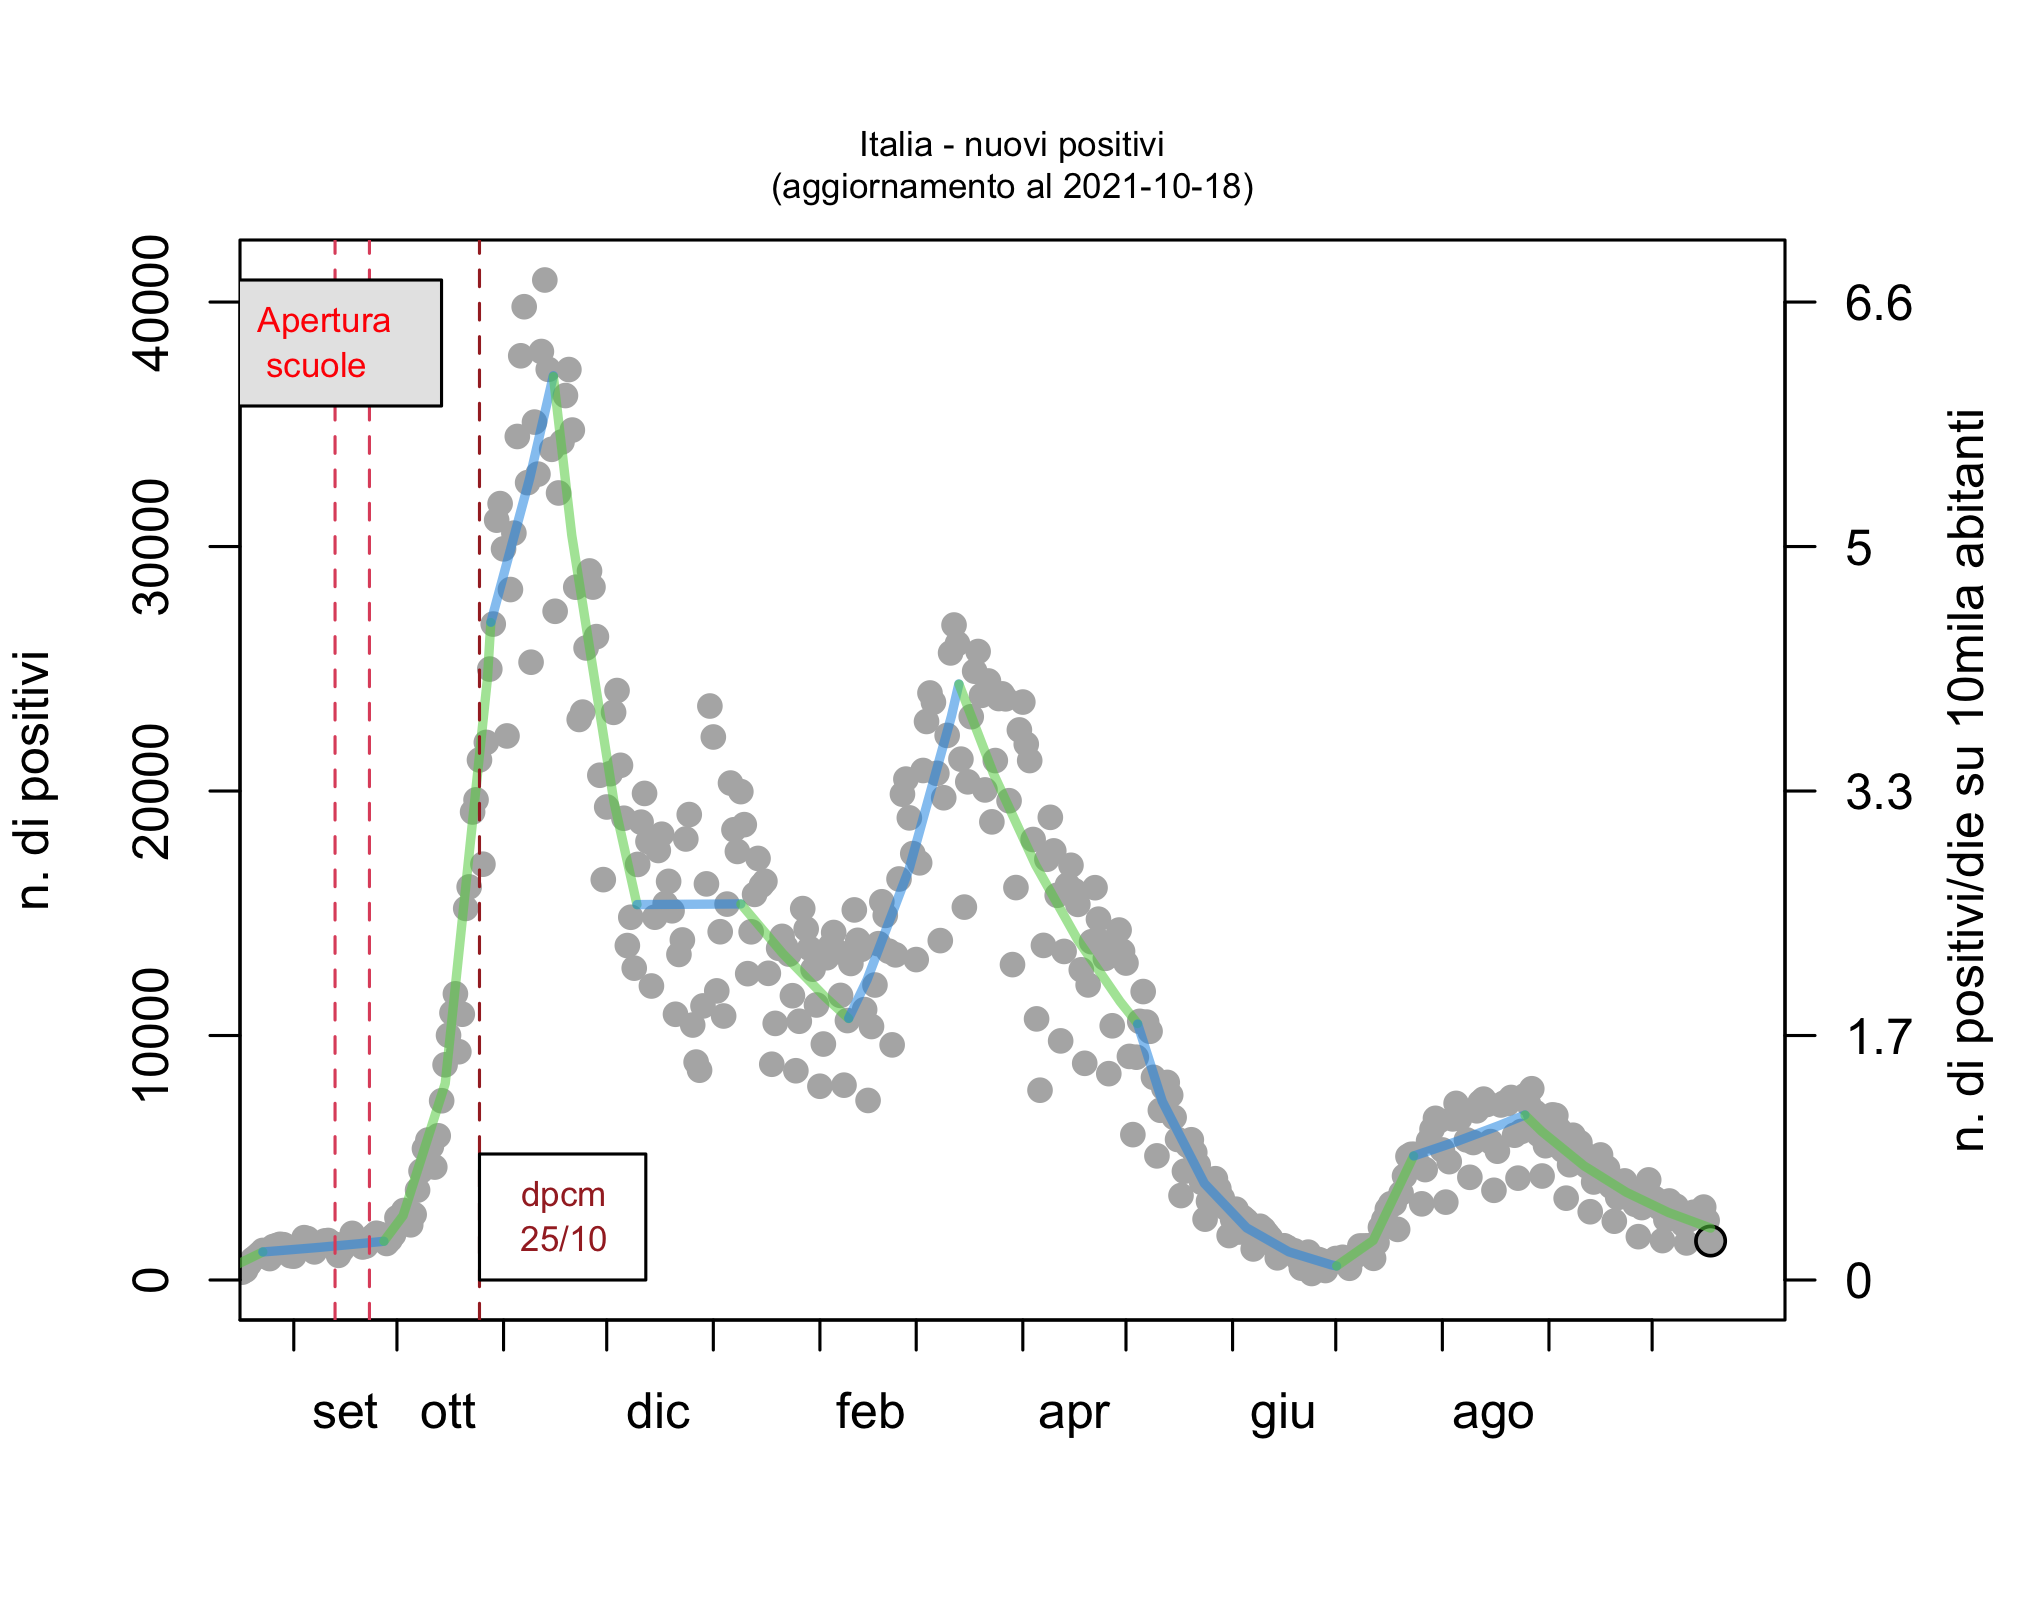 Italia - nuovi positivi
(aggiornamento al 2021-10-18)
n. di positivi
0
10000
20000
30000
40000
Apertura
scuole
dpcm
25/10
set
ott
dic
feb
apr
giu
ago
6.6
5
3.3
1.7
0
n. di positivi/die su 10mila abitanti